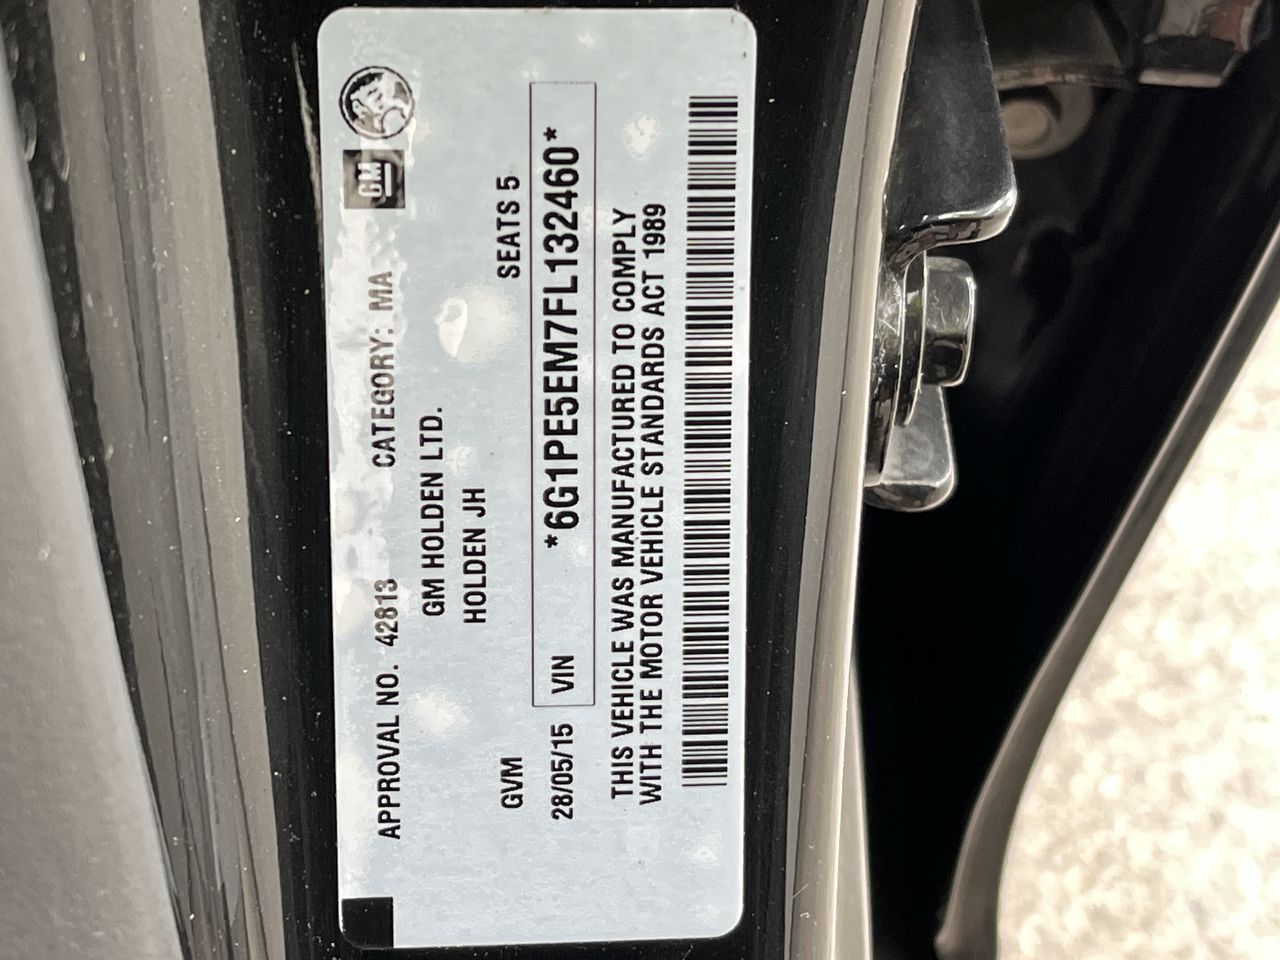 GM
APPROVAL NO. 42813 CATEGORY: MA
GM HOLDEN LTD.
HOLDEN JH
GVM SEATS 5
28/05/15 VIN *6G1PE5EM7FL132460*
THIS VEHICLE WAS MANUFACTURED TO COMPLY
WITH THE MOTOR VEHICLE STANDARDS ACT 1989